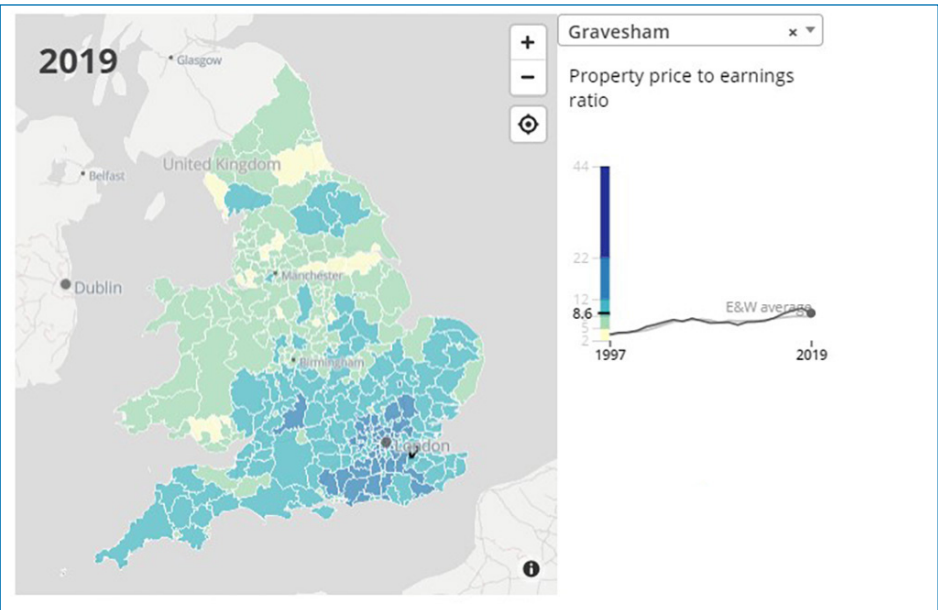 2019
Glasgow
United Kingdom
Belfast
Dublin
Manchester
Birmingham
London
+
−
i
Gravesham × ▼
Property price to earnings
ratio
44
22
12
8.6
5
2
E&W average
1997
2019